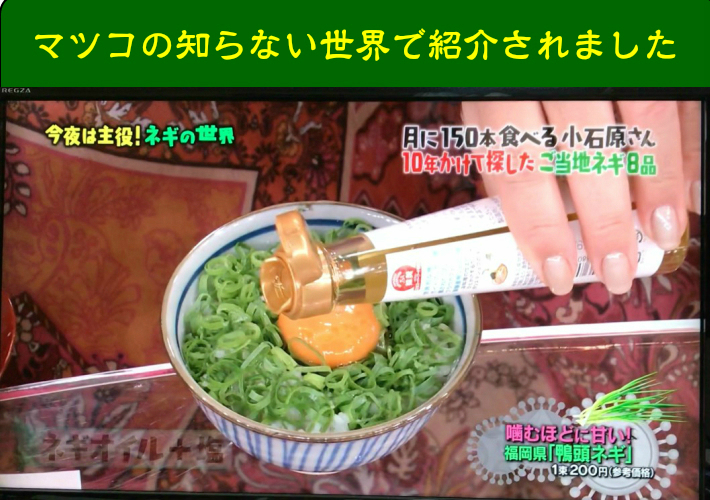 マツコの知らない世界で紹介されました
REGZA
今夜は主役!ネギの世界
月に150本食べる 小石原さん
10年かけて探した ご当地ネギ8品
噛むほどに甘い!
福岡県「鴨頭ネギ」
1束200円(参考価格)
ネギオイル+塩